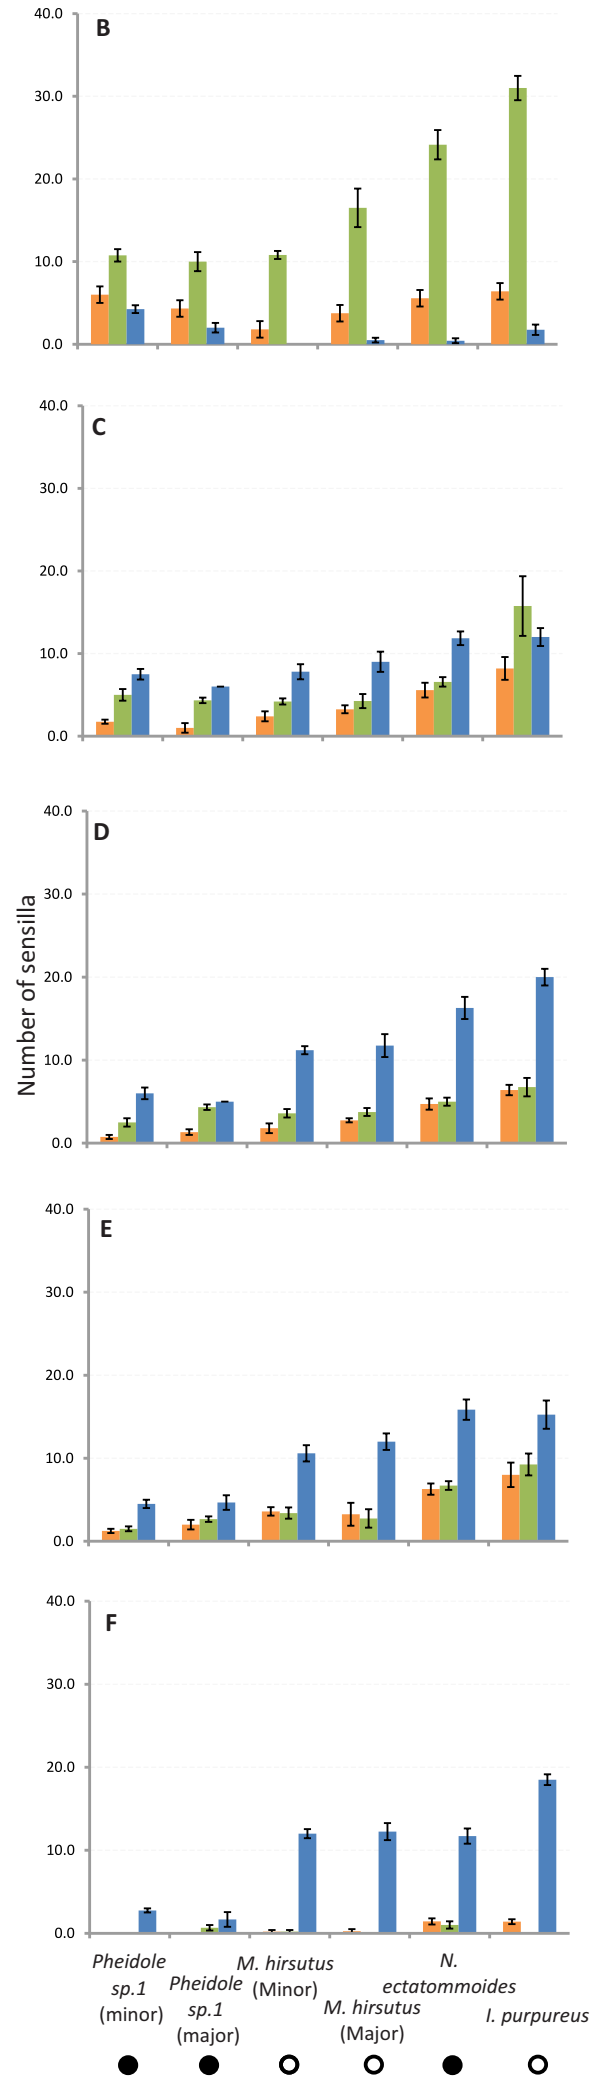 B
40.0
30.0
20.0
10.0
0.0
C
40.0
30.0
20.0
10.0
0.0
D
40.0
30.0
20.0
10.0
0.0
Number of sensilla
E
40.0
30.0
20.0
10.0
0.0
F
40.0
30.0
20.0
10.0
0.0
Pheidole
sp.1
(minor)
Pheidole
sp.1
(major)
M. hirsutus
(Minor)
M. hirsutus
(Major)
N.
ectatommoides
I. purpureus